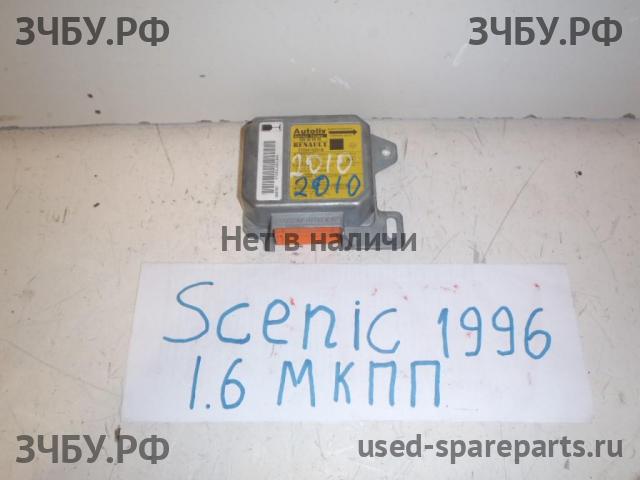 ЗЧБУ.РФ
ЗЧБУ.РФ
Autoliv
RENAULT
2010
2010
Нет в наличии
Scenic 1996
1.6 МКПП
ЗЧБУ.РФ
used-spareparts.ru